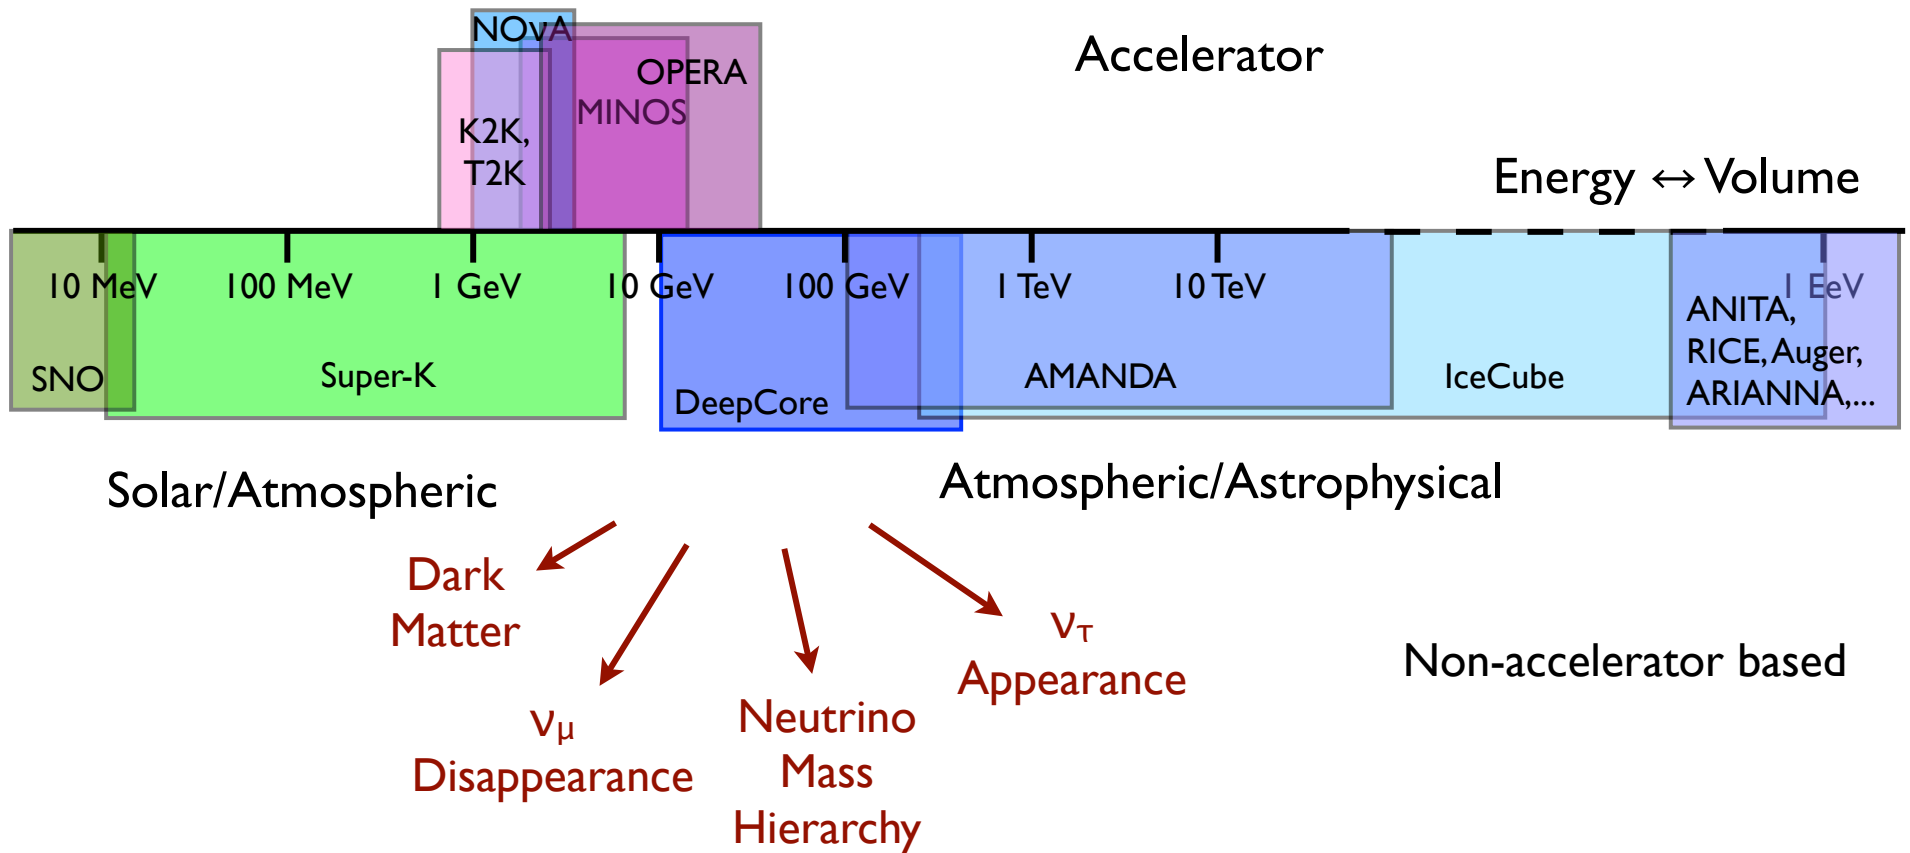 NOνA
Accelerator
OPERA
MINOS
K2K,
T2K
Energy ↔ Volume
10 MeV
100 MeV
1 GeV
10 GeV
100 GeV
1 TeV
10 TeV
1 EeV
ANITA,
RICE, Auger,
ARIANNA,...
SNO
Super-K
DeepCore
AMANDA
IceCube
Solar/Atmospheric
Atmospheric/Astrophysical
Dark
Matter
νμ
Disappearance
Neutrino
Mass
Hierarchy
ντ
Appearance
Non-accelerator based